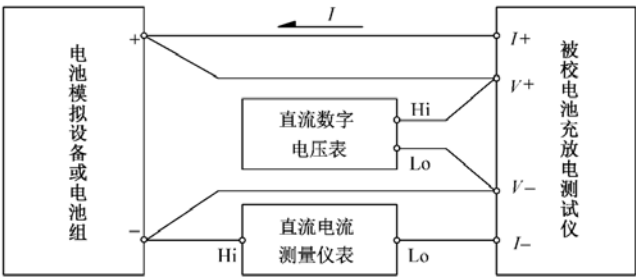 I
电池模拟设备或电池组
+
−
直流数字
电压表
Hi
Lo
直流电流
测量仪表
Hi
Lo
I+
V+
V−
I−
被校电池充放电测试仪